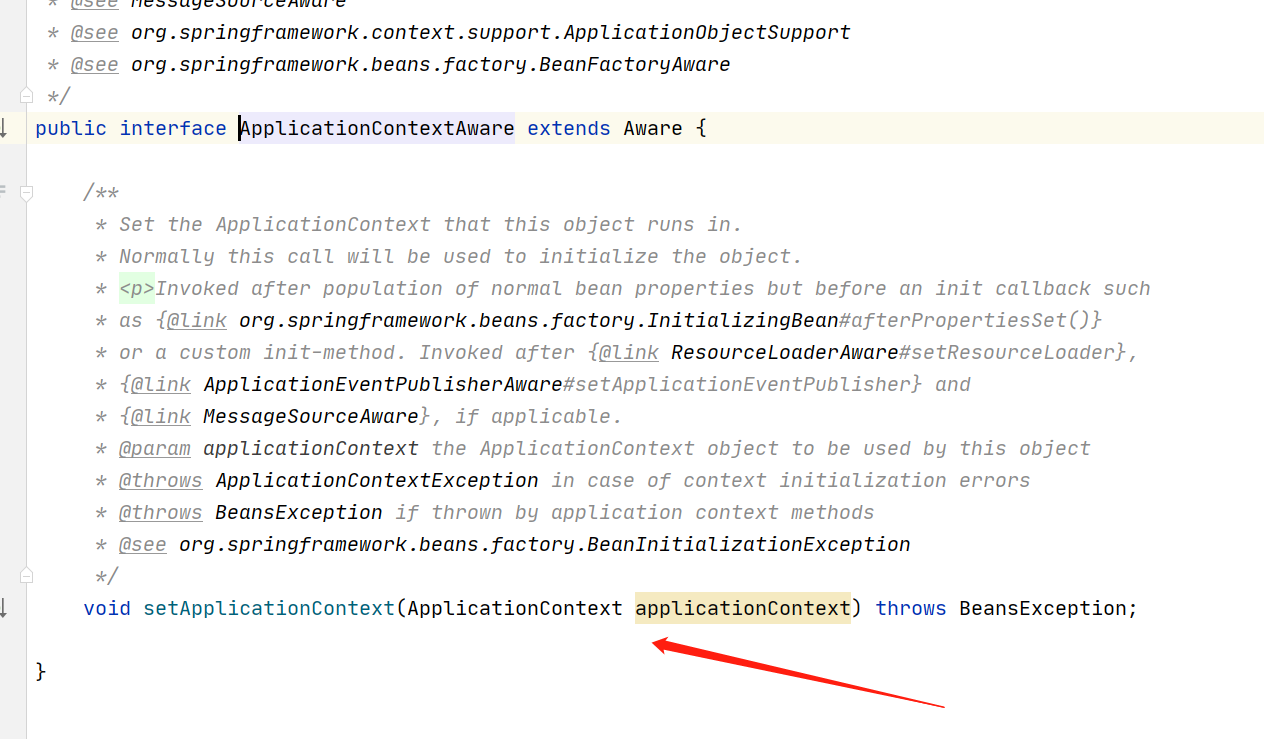 * @see MessageSourceAware
* @see org.springframework.context.support.ApplicationObjectSupport
* @see org.springframework.beans.factory.BeanFactoryAware
*/
public interface ApplicationContextAware extends Aware {
/**
* Set the ApplicationContext that this object runs in.
* Normally this call will be used to initialize the object.
* <p>Invoked after population of normal bean properties but before an init callback such
* as {@link org.springframework.beans.factory.InitializingBean#afterPropertiesSet()}
* or a custom init-method. Invoked after {@link ResourceLoaderAware#setResourceLoader},
* {@link ApplicationEventPublisherAware#setApplicationEventPublisher} and
* {@link MessageSourceAware}, if applicable.
* @param applicationContext the ApplicationContext object to be used by this object
* @throws ApplicationContextException in case of context initialization errors
* @throws BeansException if thrown by application context methods
* @see org.springframework.beans.factory.BeanInitializationException
*/
void setApplicationContext(ApplicationContext applicationContext) throws BeansException;
}